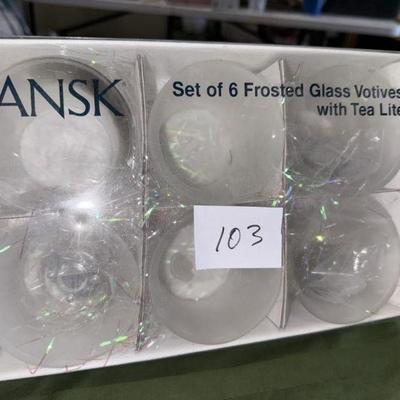 ANSK
Set of 6 Frosted Glass Votives
with Tea Lite
103